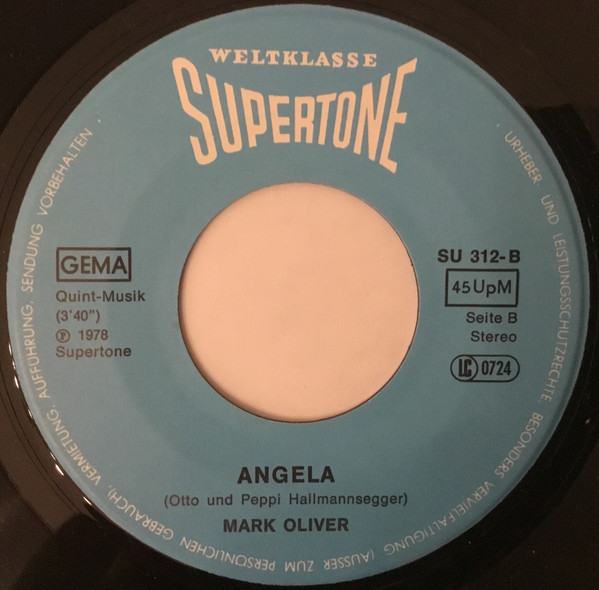 WELTKLASSE
SUPERTONE
GEMA
Quint-Musik
(3'40")
Ⓟ 1978
Supertone
SU 312-B
45 UpM
Seite B
Stereo
LC 0724
ANGELA
(Otto und Peppi Hallmannsegger)
MARK OLIVER
URHEBER UND LEISTUNGSSCHUTZRECHTE BESONDERS VERVIELFÄLTIGUNG (AUSSER ZUM PERSÖNLICHEN GEBRAUCH), VERMIETUNG, AUFFÜHRUNG, SENDUNG VORBEHALTEN